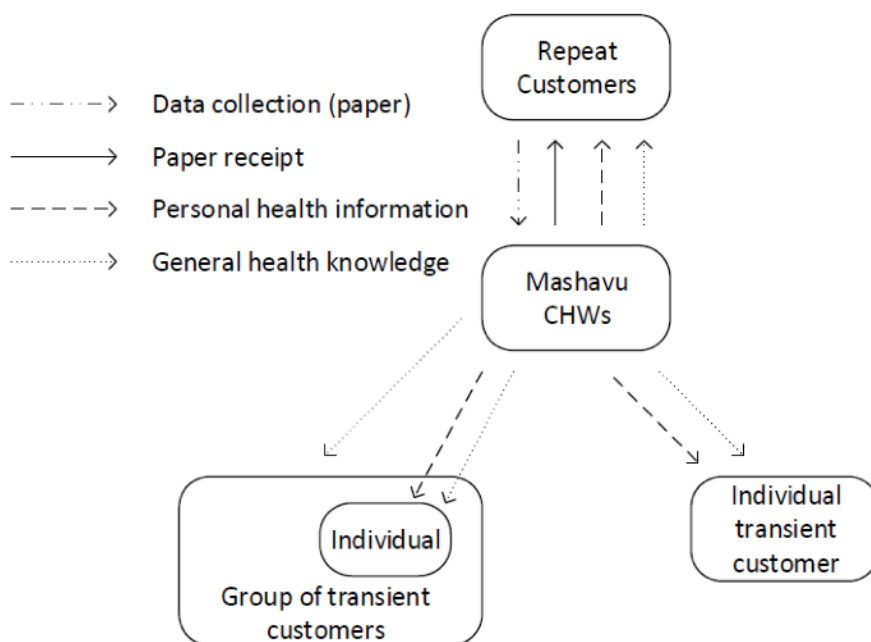 Repeat
Customers
Data collection (paper)
Paper receipt
Personal health information
General health knowledge
Mashavu
CHWs
Individual
Group of transient
customers
Individual
transient
customer